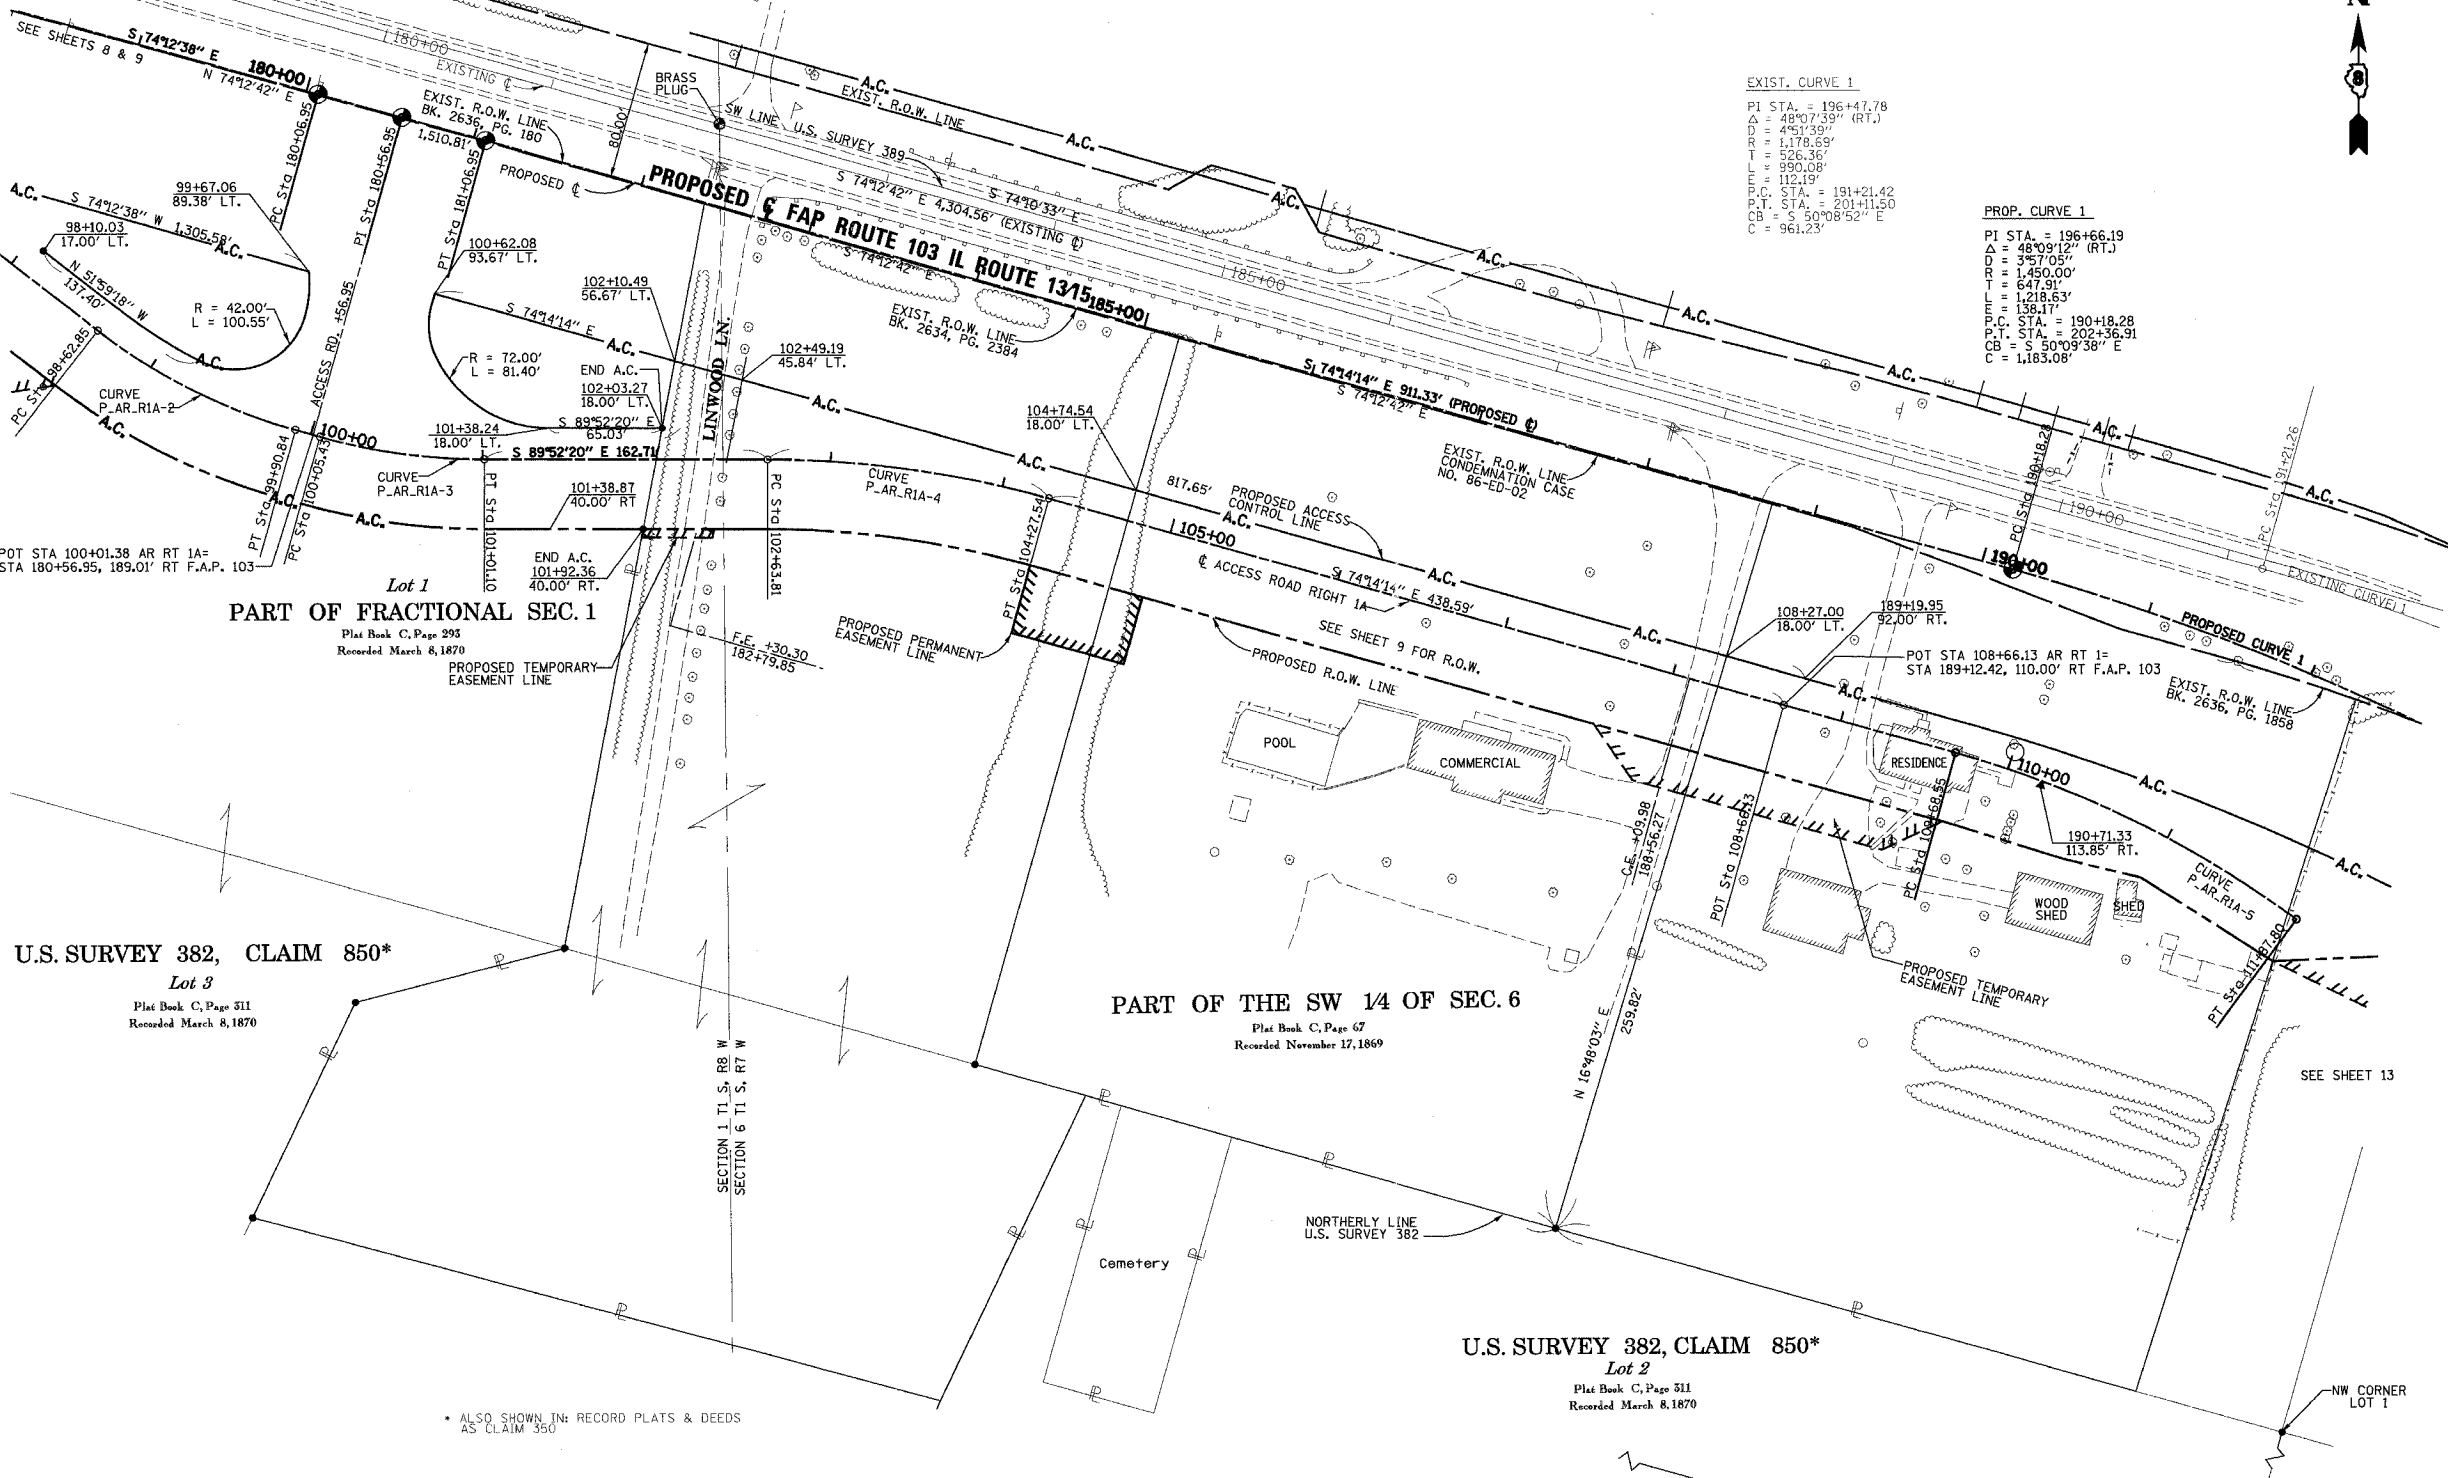 N
8
SEE SHEETS 8 & 9
S 74°12'38" E
N 74°12'42" E
180+00
180+00
EXISTING ℄
EXIST. R.O.W. LINE
BK. 2636, PG. 180
1,510.81'
PROPOSED ℄
80.00'
BRASS
PLUG
SW LINE U.S. SURVEY 389
A.C.
EXIST. R.O.W. LINE
A.C.
A.C.
A.C.
A.C.
A.C.
A.C.
A.C.
PC Sta 180+06.95
PI Sta 180+56.95
PT Sta 181+06.95
PROPOSED ℄ FAP ROUTE 103 IL ROUTE 13/15
S 74°12'42" E 4,304.56' (EXISTING ℄)
S 74°10'33" E
S 74°12'42" E
185+00
185+00
EXIST. R.O.W. LINE
BK. 2634, PG. 2384
EXIST. CURVE 1
PI STA. = 196+47.78
Δ = 48°07'39" (RT.)
D = 4°51'39"
R = 1,178.69'
T = 526.36'
L = 990.08'
E = 112.19'
P.C. STA. = 191+21.42
P.T. STA. = 201+11.50
CB = S 50°08'52" E
C = 961.23'
PROP. CURVE 1
PI STA. = 196+66.19
Δ = 48°09'12" (RT.)
D = 3°57'05"
R = 1,450.00'
T = 647.91'
L = 1,218.63'
E = 138.17'
P.C. STA. = 190+18.28
P.T. STA. = 202+36.91
CB = S 50°09'38" E
C = 1,183.08'
A.C.
99+67.06
89.38' LT.
S 74°12'38" W 1,305.58'
A.C.
98+10.03
17.00' LT.
N 51°59'18" W
137.40'
R = 42.00'
L = 100.55'
A.C.
PC Sta 98+62.85
CURVE
P_AR_R1A-2
A.C.
ACCESS RD. +56.95
100+62.08
93.67' LT.
S 74°14'14" E
A.C.
R = 72.00'
L = 81.40'
102+10.49
56.67' LT.
END A.C.
102+03.27
18.00' LT.
102+49.19
45.84' LT.
LINWOOD LN.
A.C.
101+38.24
18.00' LT.
S 89°52'20" E
65.03'
S 89°52'20" E 162.71'
100+00
CURVE
P_AR_R1A-3
101+38.87
40.00' RT
A.C.
A.C.
PT Sta 99+90.84
PC Sta 100+05.43
PT Sta 101+01.10
POT STA 100+01.38 AR RT 1A=
STA 180+56.95, 189.01' RT F.A.P. 103
END A.C.
101+92.36
40.00' RT.
PC Sta 102+63.81
CURVE
P_AR_R1A-4
A.C.
104+74.54
18.00' LT.
PT Sta 104+27.54
S 74°14'14" E 911.33' (PROPOSED ℄)
S 74°12'42" E
EXIST. R.O.W. LINE
CONDEMNATION CASE
NO. 86-ED-02
817.65'
PROPOSED ACCESS
CONTROL LINE
A.C.
105+00
℄ ACCESS ROAD RIGHT 1A
S 74°14'14" E 438.59'
A.C.
SEE SHEET 9 FOR R.O.W.
PROPOSED R.O.W. LINE
A.C.
PC Sta 190+18.28
PC Sta 191+21.26
190+00
190+00
EXISTING CURVE 1
PROPOSED CURVE 1
108+27.00
18.00' LT.
189+19.95
92.00' RT.
POT STA 108+66.13 AR RT 1=
STA 189+12.42, 110.00' RT F.A.P. 103
A.C.
EXIST. R.O.W. LINE
BK. 2636, PG. 1858
Lot 1
PART OF FRACTIONAL SEC. 1
Plat Book C, Page 293
Recorded March 8, 1870
PROPOSED TEMPORARY
EASEMENT LINE
F.E. +30.30
182+79.85
PROPOSED PERMANENT
EASEMENT LINE
POOL
COMMERCIAL
RESIDENCE
110+00
A.C.
A.C.
C.E. +09.98
188+56.27
POT Sta 108+66.13
PC Sta 109+68.55
190+71.33
113.85' RT.
CURVE
P_AR_R1A-5
PT Sta 111+87.80
WOOD
SHED
SHED
PROPOSED TEMPORARY
EASEMENT LINE
U.S. SURVEY 382, CLAIM 850*
Lot 3
Plat Book C, Page 311
Recorded March 8, 1870
PART OF THE SW 1/4 OF SEC. 6
Plat Book C, Page 67
Recorded November 17, 1869
N 16°48'03" E
259.82'
SEE SHEET 13
SECTION 1 T1 S, R8 W
SECTION 6 T1 S, R7 W
Cemetery
NORTHERLY LINE
U.S. SURVEY 382
U.S. SURVEY 382, CLAIM 850*
Lot 2
Plat Book C, Page 311
Recorded March 8, 1870
NW CORNER
LOT 1
* ALSO SHOWN IN: RECORD PLATS & DEEDS
AS CLAIM 350